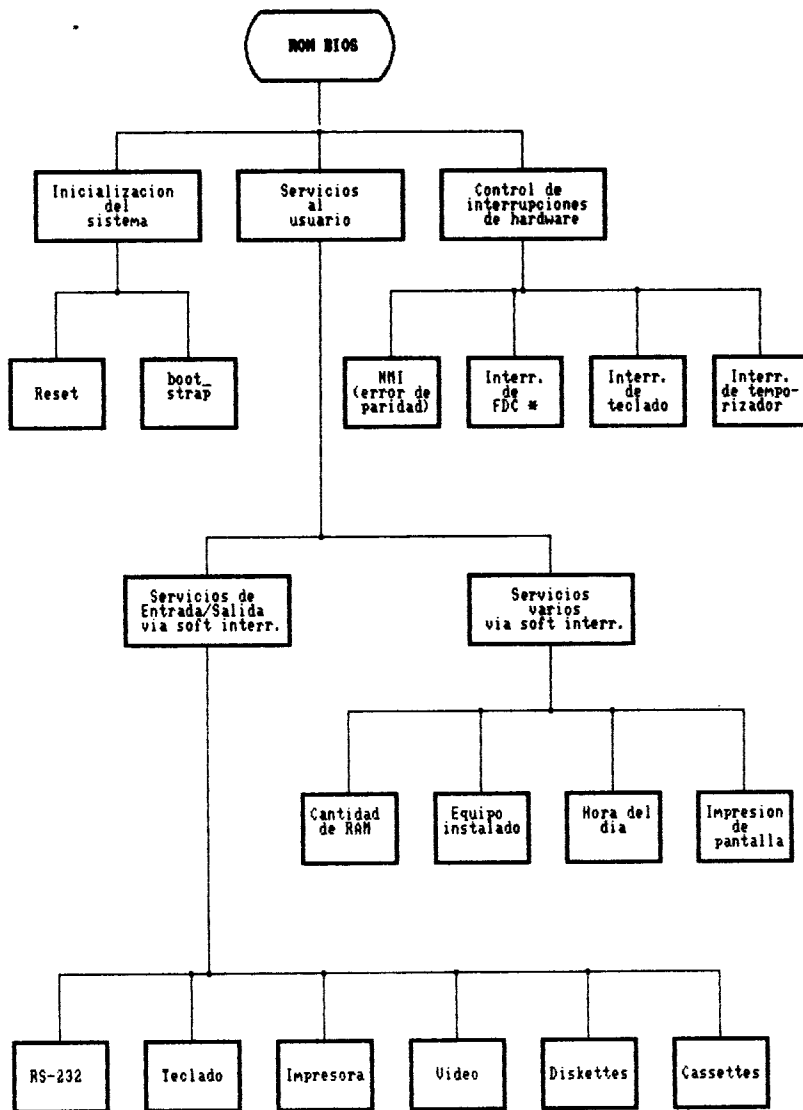 ROM BIOS
Inicializacion
del
sistema
Servicios
al
usuario
Control de
interrupciones
de hardware
Reset
boot_
strap
NMI
(error de
paridad)
Interr.
de
FDC *
Interr.
de
teclado
Interr.
de tempo-
rizador
Servicios de
Entrada/Salida
via soft interr.
Servicios
varios
via soft interr.
Cantidad
de RAM
Equipo
instalado
Hora del
dia
Impresion
de
pantalla
RS-232
Teclado
Impresora
Video
Diskettes
Cassettes